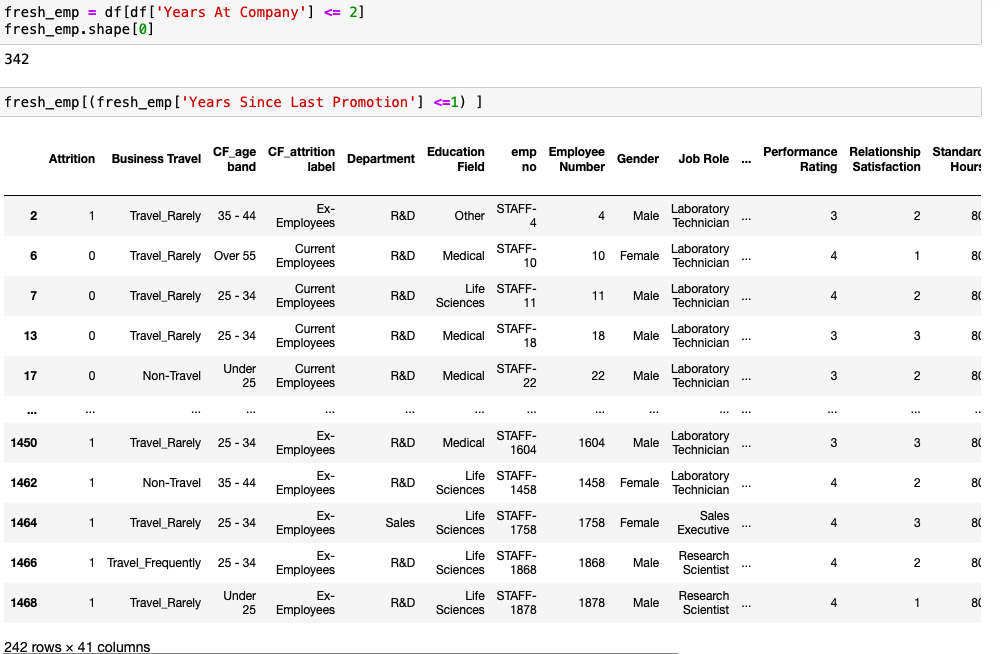 fresh_emp = df[df['Years At Company'] <= 2]
fresh_emp.shape[0]
342
fresh_emp[(fresh_emp['Years Since Last Promotion'] <=1) ]
Attrition Business Travel CF_age band CF_attrition label Department Education Field emp no Employee Number Gender Job Role ... Performance Rating Relationship Satisfaction Standard Hours
2 1 Travel_Rarely 35 - 44 Ex-Employees R&D Other STAFF-4 4 Male Laboratory Technician ... 3 2 80
6 0 Travel_Rarely Over 55 Current Employees R&D Medical STAFF-10 10 Female Laboratory Technician ... 4 1 80
7 0 Travel_Rarely 25 - 34 Current Employees R&D Life Sciences STAFF-11 11 Male Laboratory Technician ... 4 2 80
13 0 Travel_Rarely 25 - 34 Current Employees R&D Medical STAFF-18 18 Male Laboratory Technician ... 3 3 80
17 0 Non-Travel Under 25 Current Employees R&D Medical STAFF-22 22 Male Laboratory Technician ... 3 2 80
... ... ... ... ... ... ... ... ... ... ... ... ... ... ...
1450 1 Travel_Rarely 25 - 34 Ex-Employees R&D Medical STAFF-1604 1604 Male Laboratory Technician ... 3 3 80
1462 1 Non-Travel 35 - 44 Ex-Employees R&D Life Sciences STAFF-1458 1458 Female Laboratory Technician ... 4 2 80
1464 1 Travel_Rarely 25 - 34 Ex-Employees Sales Life Sciences STAFF-1758 1758 Female Sales Executive ... 4 3 80
1466 1 Travel_Frequently 25 - 34 Ex-Employees R&D Life Sciences STAFF-1868 1868 Male Research Scientist ... 4 2 80
1468 1 Travel_Rarely Under 25 Ex-Employees R&D Life Sciences STAFF-1878 1878 Male Research Scientist ... 4 1 80
242 rows × 41 columns